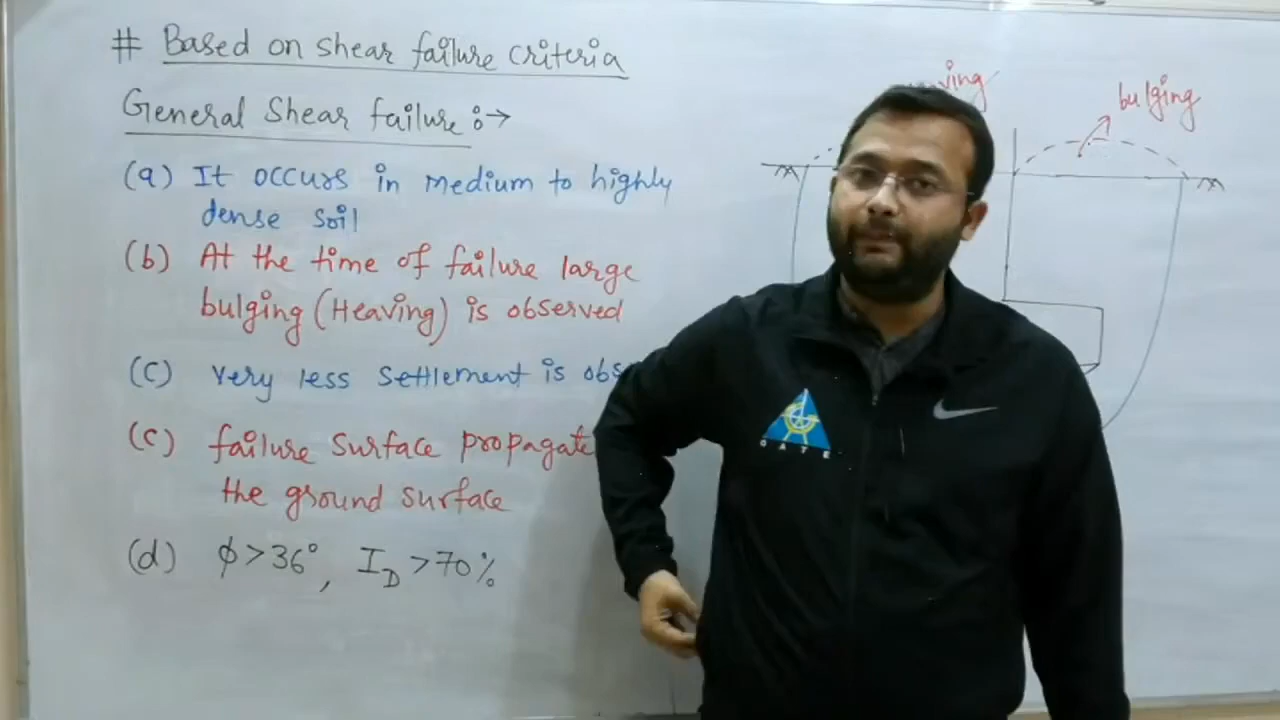 # Based on shear failure criteria
General Shear failure :→
(a) It occurs in medium to highly
dense soil
(b) At the time of failure large
bulging (Heaving) is observed
(c) very less settlement is
(c) failure surface propagate
the ground surface
(d) ϕ > 36°, I_D > 70%
bulging
GATE